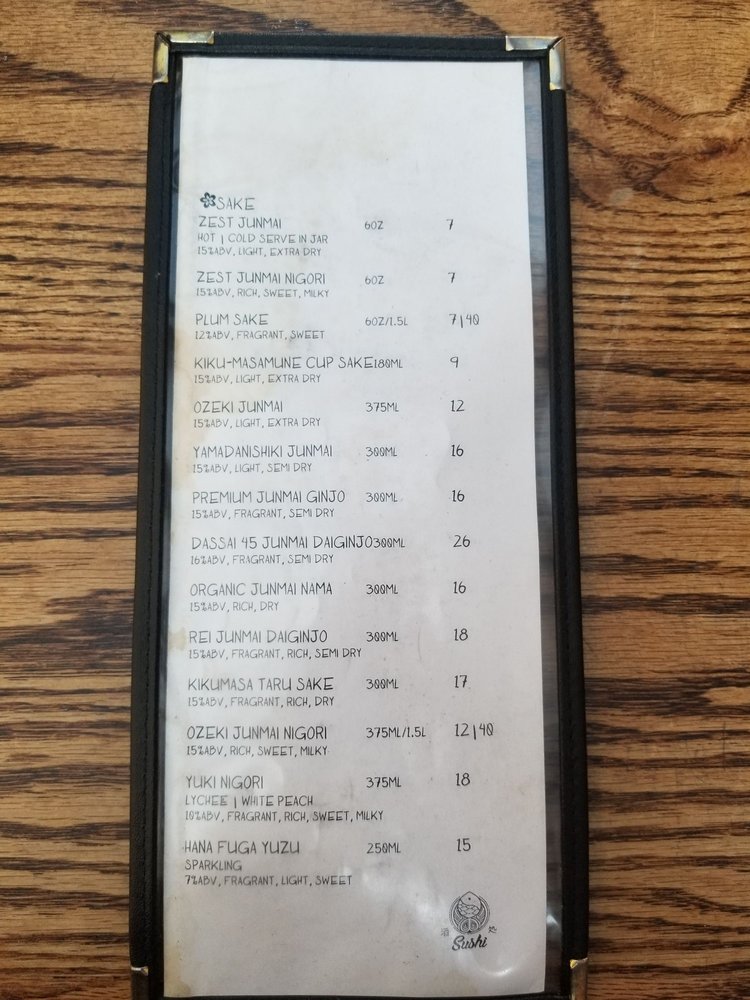 SAKE
ZEST JUNMAI 6OZ 7
HOT | COLD SERVE IN JAR
15%ABV, LIGHT, EXTRA DRY
ZEST JUNMAI NIGORI 6OZ 7
15%ABV, RICH, SWEET, MILKY
PLUM SAKE 6OZ/1.5L 7|40
12%ABV, FRAGRANT, SWEET
KIKU-MASAMUNE CUP SAKE 180ML 9
15%ABV, LIGHT, EXTRA DRY
OZEKI JUNMAI 375ML 12
15%ABV, LIGHT, EXTRA DRY
YAMADANISHIKI JUNMAI 300ML 16
15%ABV, LIGHT, SEMI DRY
PREMIUM JUNMAI GINJO 300ML 16
15%ABV, FRAGRANT, SEMI DRY
DASSAI 45 JUNMAI DAIGINJO 300ML 26
16%ABV, FRAGRANT, SEMI DRY
ORGANIC JUNMAI NAMA 300ML 16
15%ABV, RICH, DRY
REI JUNMAI DAIGINJO 300ML 18
15%ABV, FRAGRANT, RICH, SEMI DRY
KIKUMASA TARU SAKE 300ML 17
15%ABV, FRAGRANT, RICH, DRY
OZEKI JUNMAI NIGORI 375ML/1.5L 12|40
15%ABV, RICH, SWEET, MILKY
YUKI NIGORI 375ML 18
LYCHEE | WHITE PEACH
10%ABV, FRAGRANT, RICH, SWEET, MILKY
HANA FUGA YUZU 250ML 15
SPARKLING
7%ABV, FRAGRANT, LIGHT, SWEET
Sushi